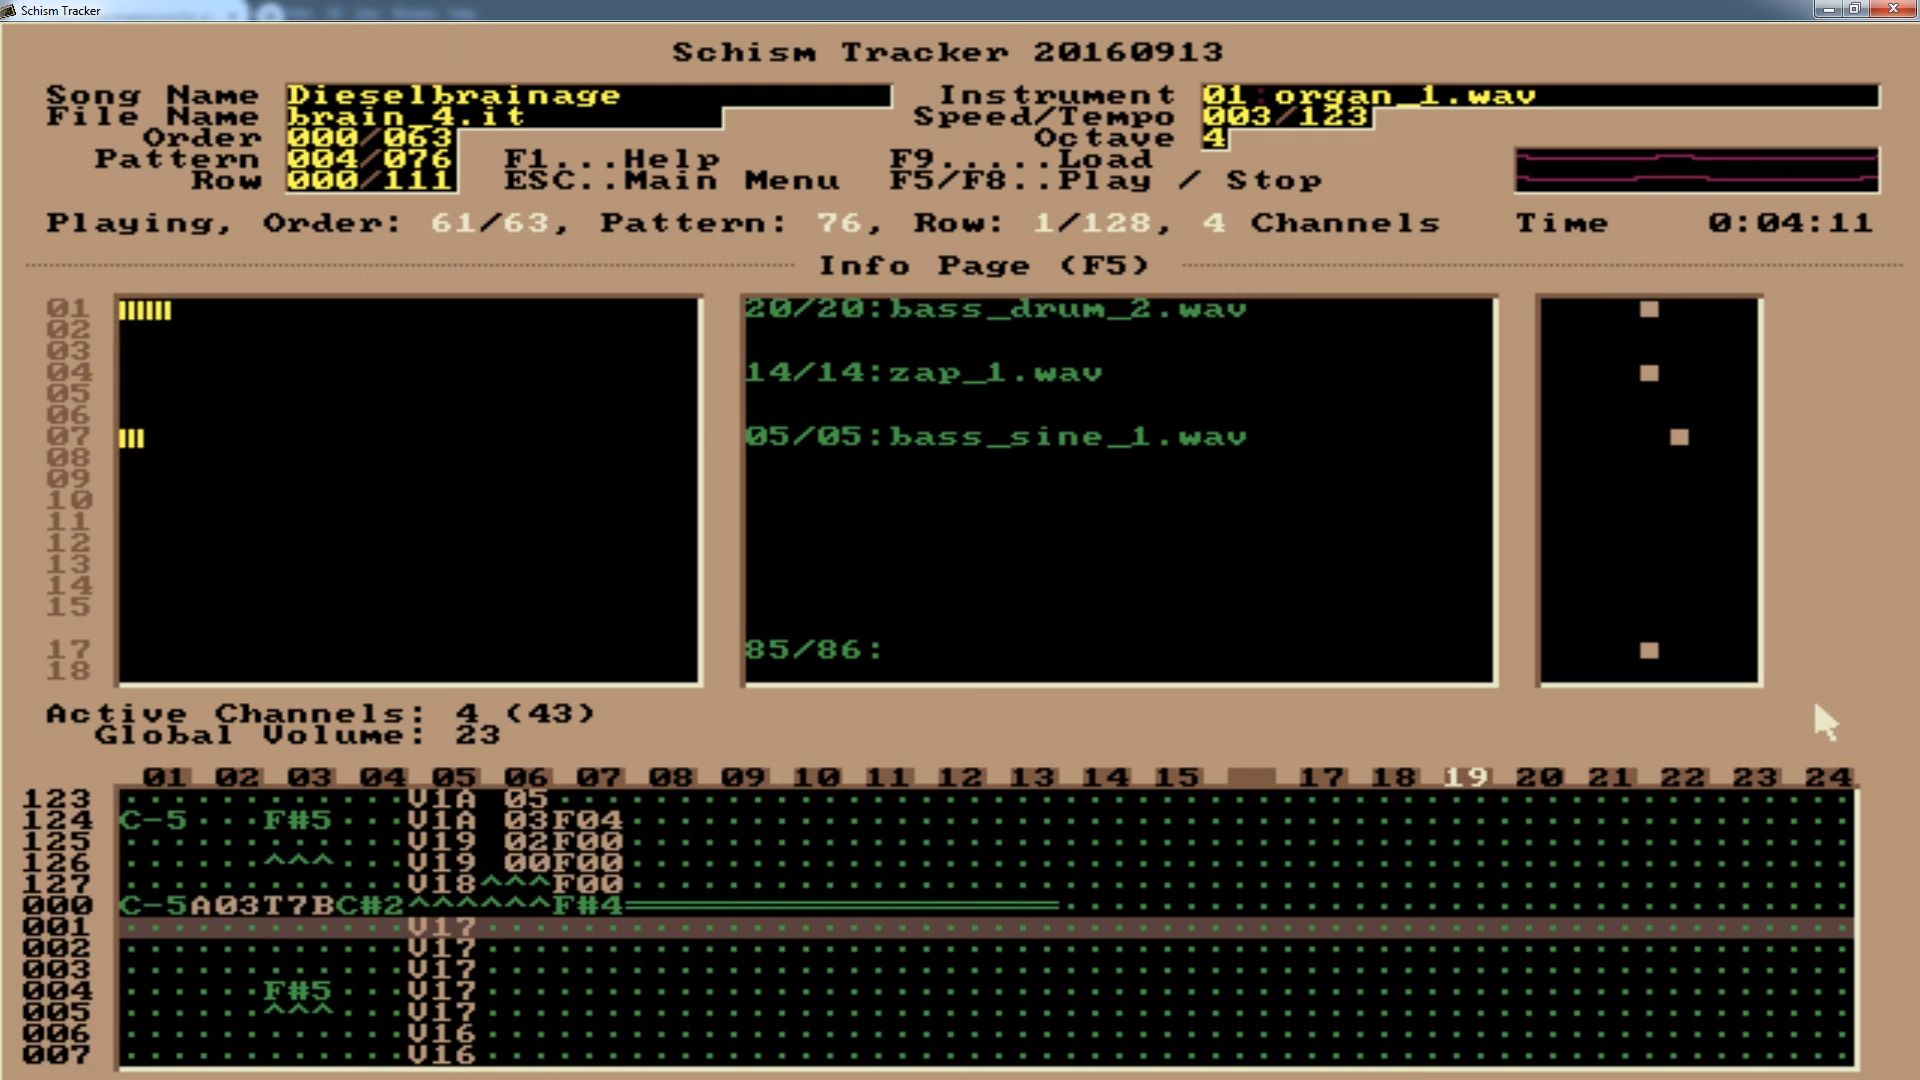 Schism Tracker
Schism Tracker 20160913
Song Name Dieselbrainage Instrument 01:organ_1.wav
File Name brain_4.it Speed/Tempo 003/123
Order 000/063 Octave 4
Pattern 004/076 F1...Help F9.....Load
Row 000/111 ESC..Main Menu F5/F8..Play / Stop
Playing, Order: 61/63, Pattern: 76, Row: 1/128, 4 Channels Time 0:04:11
Info Page (F5)
01 20/20:bass_drum_2.wav
02
03
04 14/14:zap_1.wav
05
06
07 05/05:bass_sine_1.wav
08
09
10
11
12
13
14
15
17 85/86:
18
Active Channels: 4 (43)
Global Volume: 23
01 02 03 04 05 06 07 08 09 10 11 12 13 14 15 17 18 19 20 21 22 23 24
123 V1A 05
124 C-5 F#5 V1A 03F04
125 V19 02F00
126 ^^^ V19 00F00
127 V18^^^F00
000 C-5A03T7BC#2^^^^^^F#4══════════════════
001 V17
002 V17
003 V17
004 F#5 V17
005 ^^^ V17
006 V16
007 V16